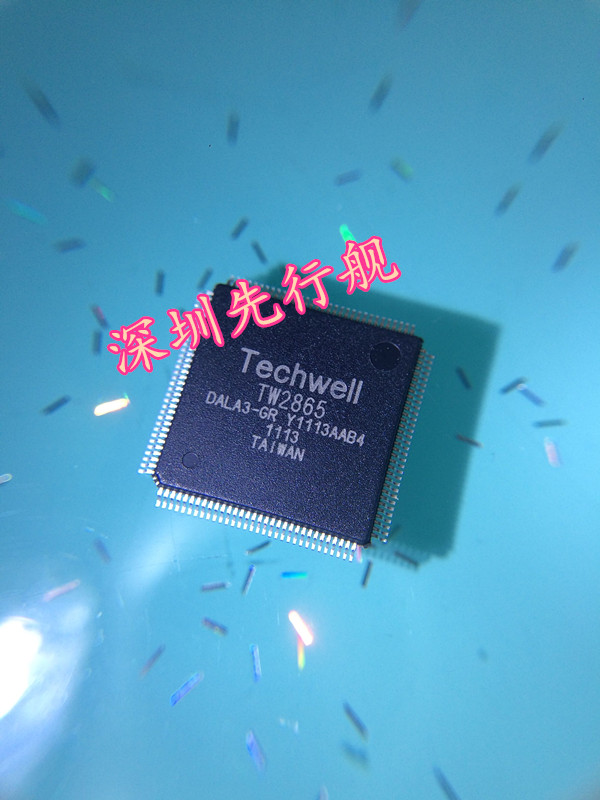 深圳先行舰
Techwell
TW2865
DALA3-GR Y1113AAB4
1113
TAIWAN